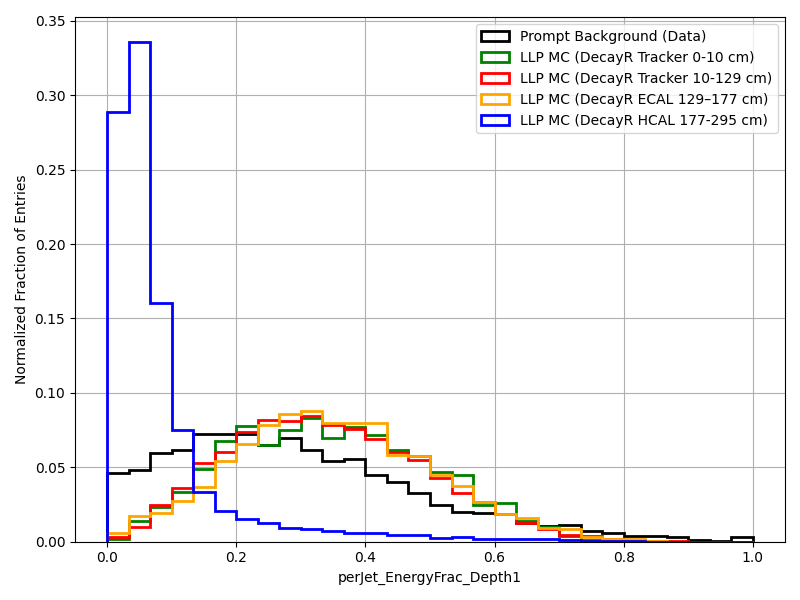 Prompt Background (Data)
LLP MC (DecayR Tracker 0-10 cm)
LLP MC (DecayR Tracker 10-129 cm)
LLP MC (DecayR ECAL 129–177 cm)
LLP MC (DecayR HCAL 177-295 cm)
Normalized Fraction of Entries
0.35
0.30
0.25
0.20
0.15
0.10
0.05
0.00
0.0 0.2 0.4 0.6 0.8 1.0
perJet_EnergyFrac_Depth1